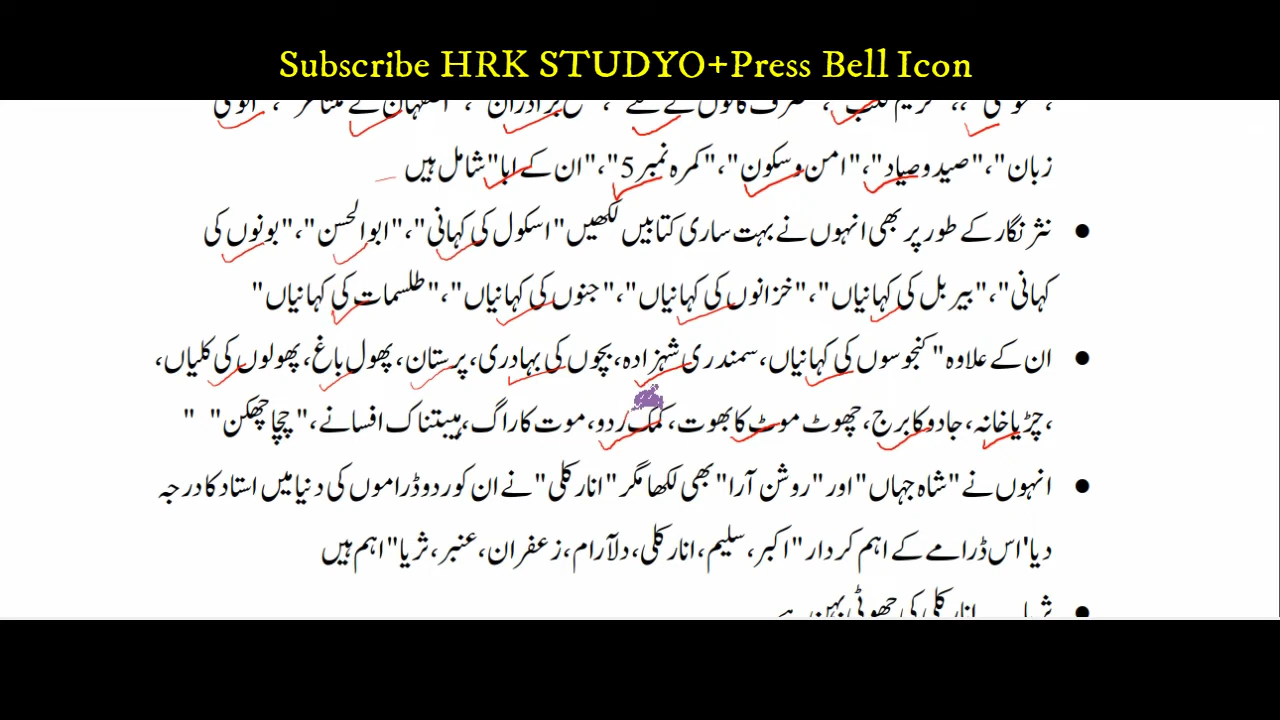 Subscribe HRK STUDYO+Press Bell Icon
زبان"،"صید و صیاد"،"امن و سکون"،"کمرہ نمبر 5"،"ان کے ابا" شامل ہیں
نثر نگار کے طور پر بھی انہوں نے بہت ساری کتابیں لکھیں" اسکول کی کہانی"،"ابوالحسن"،"بونوں کی
کہانی"،"بیربل کی کہانیاں"،"خزانوں کی کہانیاں"،"جنوں کی کہانیاں"،"طلسمات کی کہانیاں"
ان کے علاوہ" کنجوسوں کی کہانیاں،سمندری شہزادہ،بچوں کی بہادری،پرستان،پھول باغ،پھولوں کی کلیاں،
،چڑیا خانہ،جادو کا برج،چھوٹ موٹ کا بھوت، ردو،موت کا راگ،ہیبتناک افسانے،" چچا چھکن" "
انہوں نے "شاہ جہاں" اور "روشن آرا" بھی لکھا مگر "انار کلی" نے ان کو ردو ڈراموں کی دنیا میں استاد کا درجہ
دیا'اس ڈرامے کے اہم کردار "اکبر،سلیم،انار کلی،دلآرام،زعفران،عنبر،ثریا" اہم ہیں